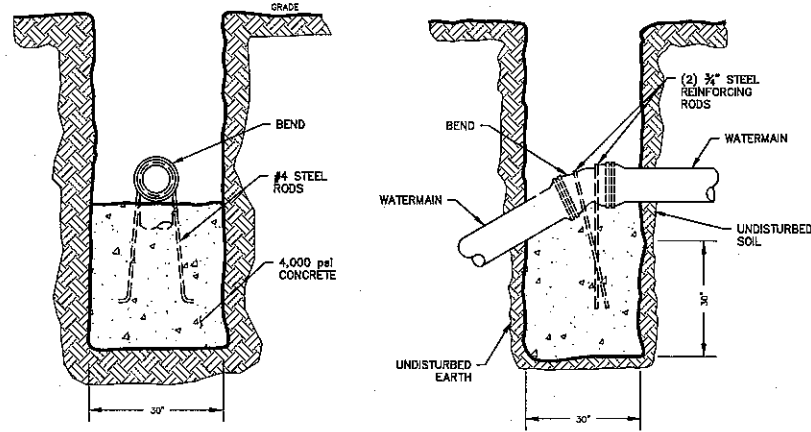 GRADE
BEND
#4 STEEL
RODS
4,000 psi
CONCRETE
30"
(2) ¾" STEEL
REINFORCING
RODS
BEND
WATERMAIN
WATERMAIN
UNDISTURBED
SOIL
30"
UNDISTURBED
EARTH
30"